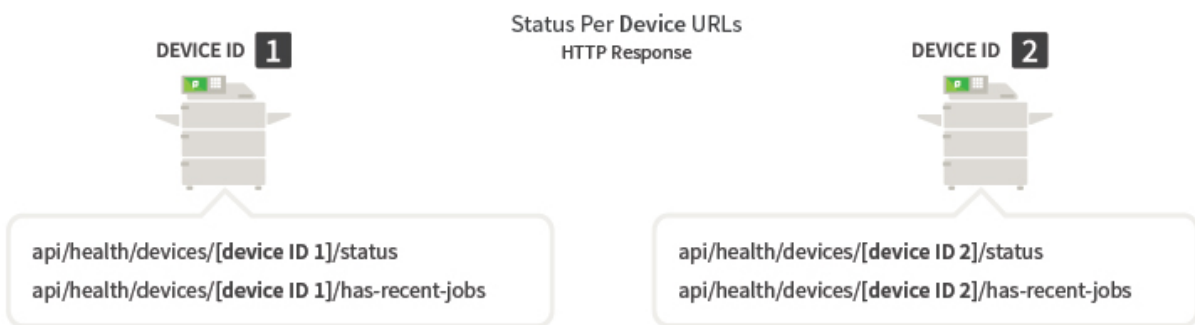 Status Per Device URLs
HTTP Response
DEVICE ID 1
DEVICE ID 2
api/health/devices/[device ID 1]/status
api/health/devices/[device ID 1]/has-recent-jobs
api/health/devices/[device ID 2]/status
api/health/devices/[device ID 2]/has-recent-jobs